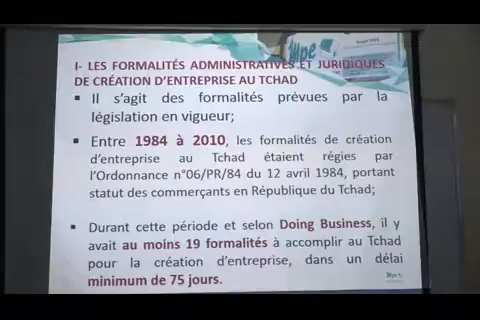 I- LES FORMALITÉS ADMINISTRATIVES ET JURIDIQUES
DE CRÉATION D'ENTREPRISE AU TCHAD
▪ Il s'agit des formalités prévues par la
législation en vigueur;
▪ Entre 1984 à 2010, les formalités de création
d'entreprise au Tchad étaient régies par
l'Ordonnance n°06/PR/84 du 12 avril 1984, portant
statut des commerçants en République du Tchad;
▪ Durant cette période et selon Doing Business, il y
avait au moins 19 formalités à accomplir au Tchad
pour la création d'entreprise, dans un délai
minimum de 75 jours.